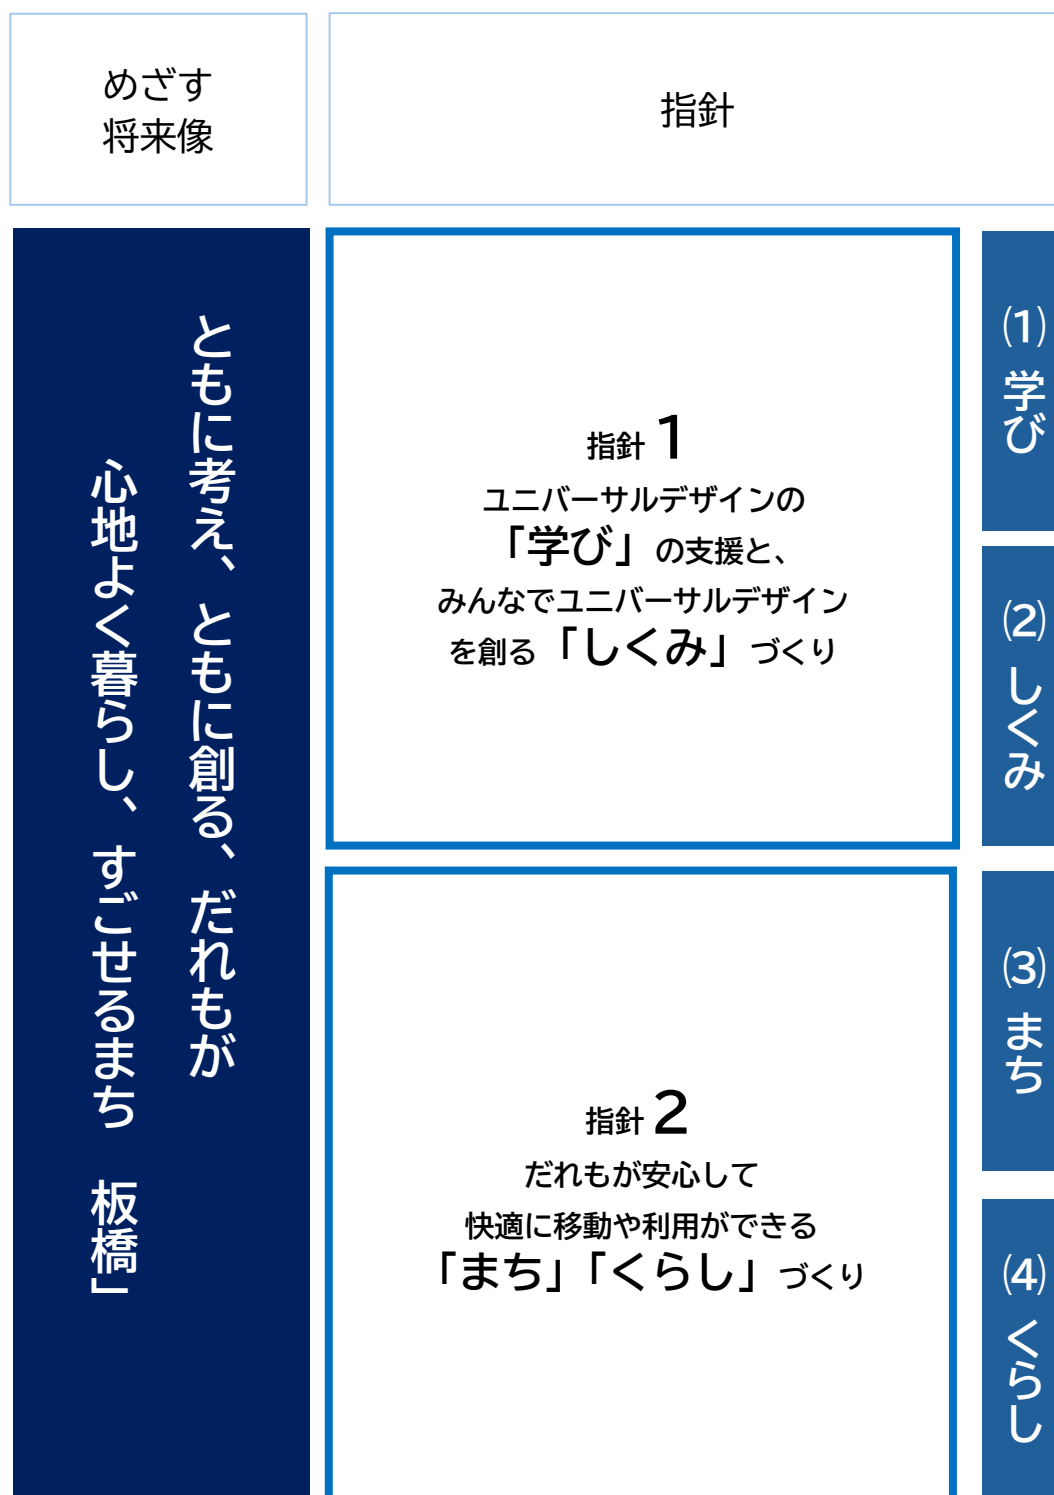 めざす
将来像
指針
ともに考え、ともに創る、だれもが
心地よく暮らし、すごせるまち　板橋」
指針 1
ユニバーサルデザインの
「学び」の支援と、
みんなでユニバーサルデザイン
を創る「しくみ」づくり
⑴ 学び
⑵ しくみ
指針 2
だれもが安心して
快適に移動や利用ができる
「まち」「くらし」づくり
⑶ まち
⑷ くらし